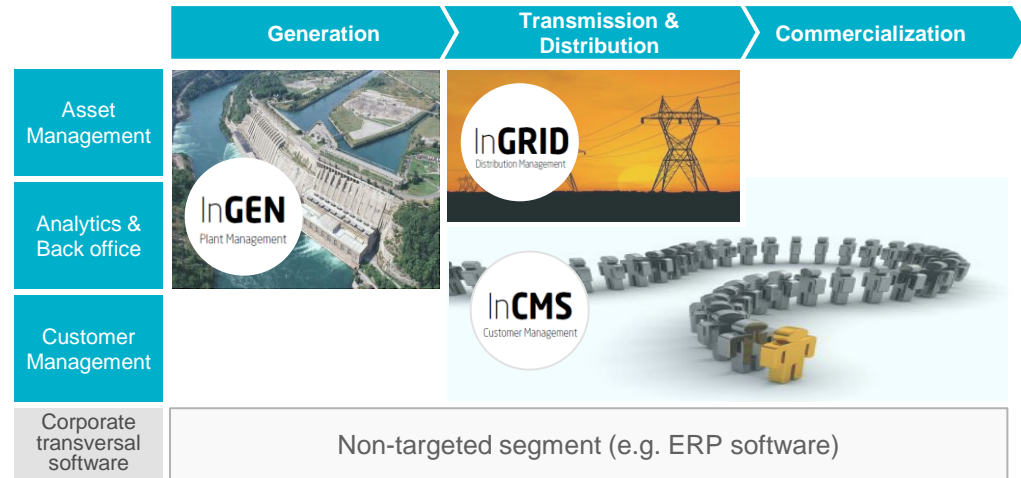 Generation
Transmission &
Distribution
Commercialization
Asset
Management
InGRID
Distribution Management
InGEN
Plant Management
Analytics &
Back office
InCMS
Customer Management
Customer
Management
Corporate
transversal
software
Non-targeted segment (e.g. ERP software)